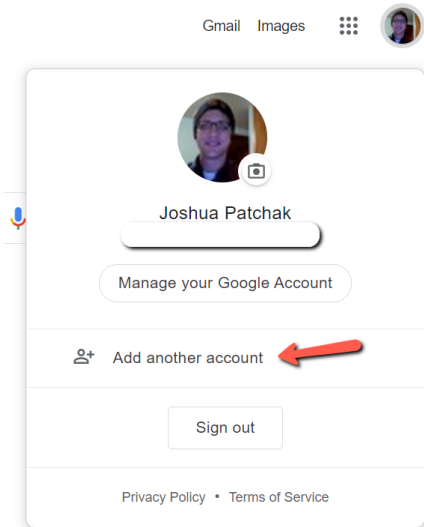 Gmail Images
Joshua Patchak
Manage your Google Account
Add another account
Sign out
Privacy Policy • Terms of Service